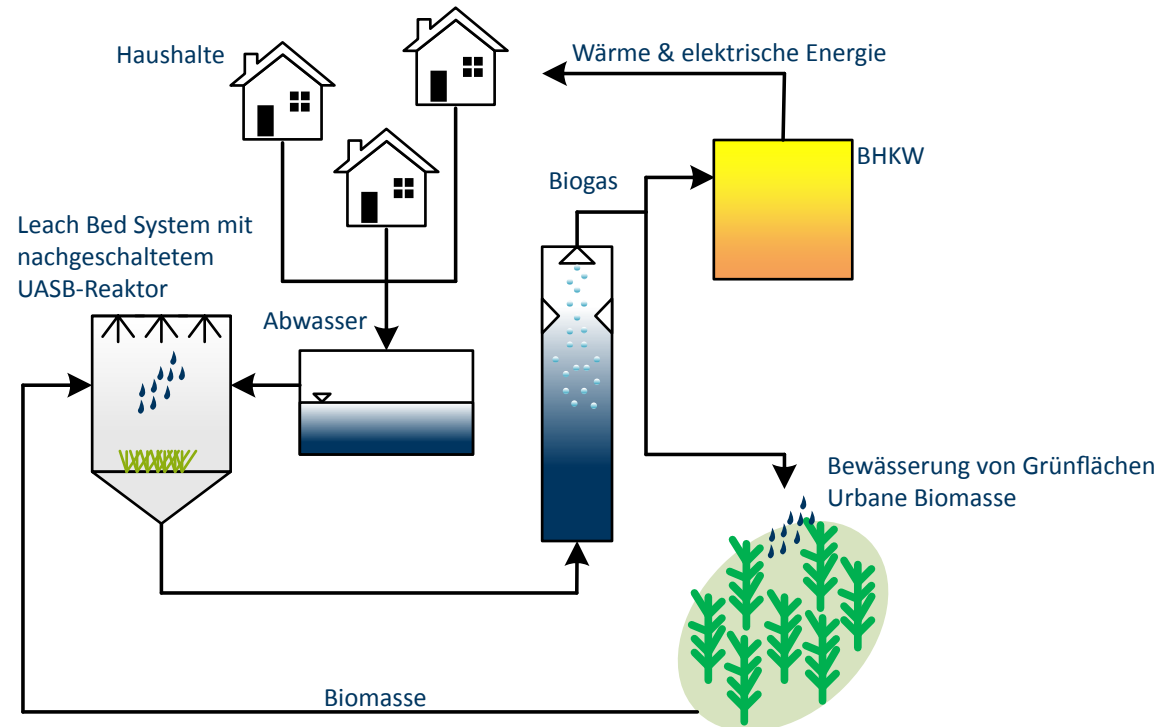 Haushalte
Wärme & elektrische Energie
BHKW
Biogas
Leach Bed System mit
nachgeschaltetem
UASB-Reaktor
Abwasser
Bewässerung von Grünflächen
Urbane Biomasse
Biomasse